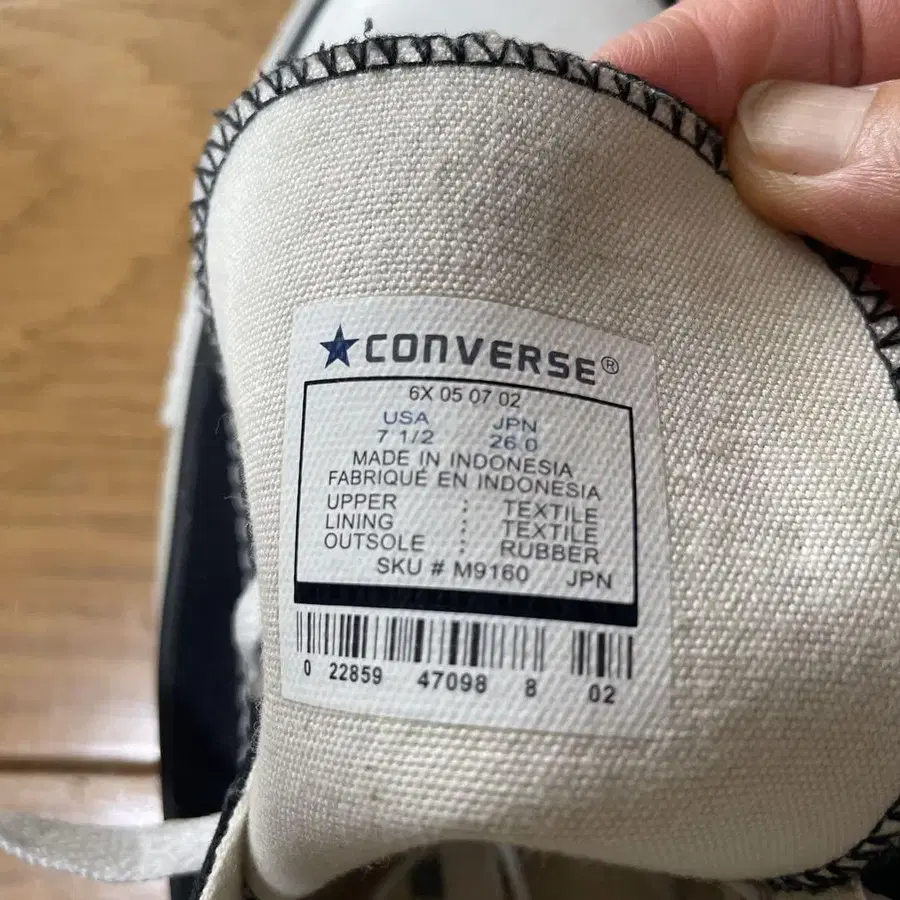 ★CONVERSE®
6X 05 07 02
USA JPN
7 1/2 26.0
MADE IN INDONESIA
FABRIQUÉ EN INDONESIA
UPPER : TEXTILE
LINING : TEXTILE
OUTSOLE : RUBBER
SKU # M9160 JPN
0 22859 47098 8 02